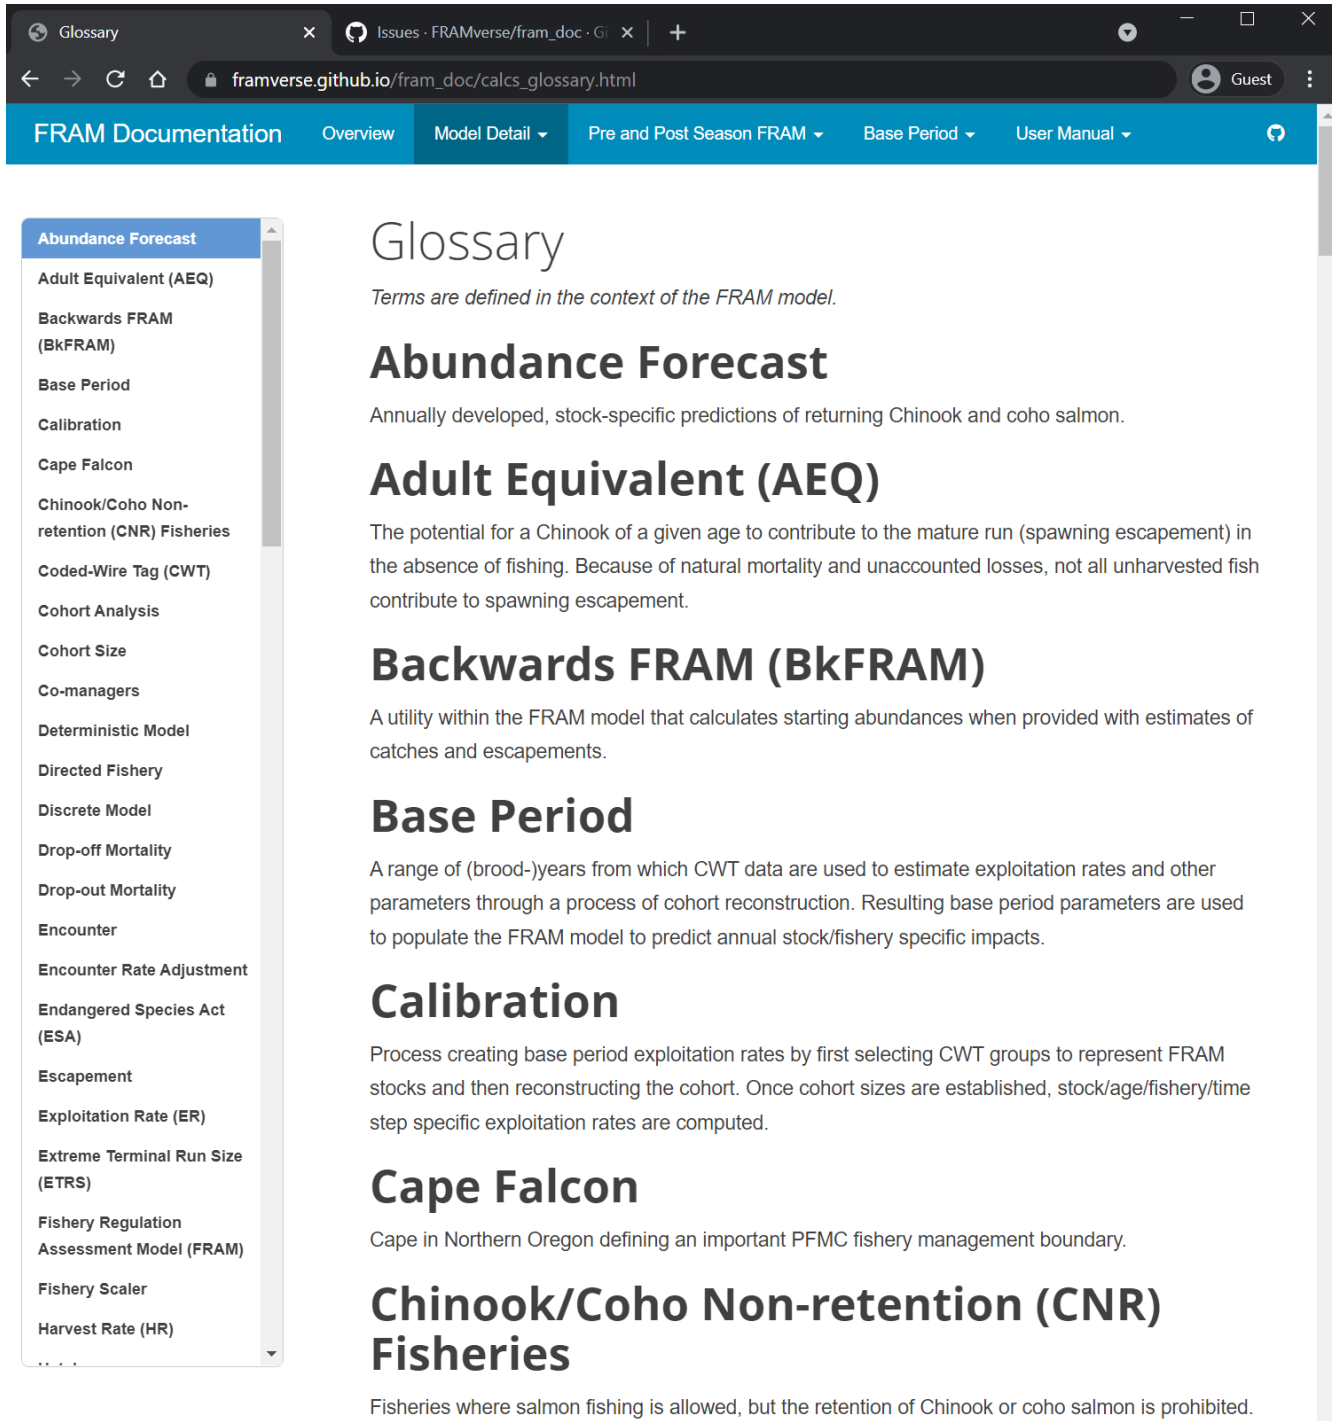 Glossary
Issues · FRAMverse/fram_doc · Gi
framverse.github.io/fram_doc/calcs_glossary.html
Guest
FRAM Documentation
Overview
Model Detail
Pre and Post Season FRAM
Base Period
User Manual
Abundance Forecast
Adult Equivalent (AEQ)
Backwards FRAM
(BkFRAM)
Base Period
Calibration
Cape Falcon
Chinook/Coho Non-
retention (CNR) Fisheries
Coded-Wire Tag (CWT)
Cohort Analysis
Cohort Size
Co-managers
Deterministic Model
Directed Fishery
Discrete Model
Drop-off Mortality
Drop-out Mortality
Encounter
Encounter Rate Adjustment
Endangered Species Act
(ESA)
Escapement
Exploitation Rate (ER)
Extreme Terminal Run Size
(ETRS)
Fishery Regulation
Assessment Model (FRAM)
Fishery Scaler
Harvest Rate (HR)
Glossary
Terms are defined in the context of the FRAM model.
Abundance Forecast
Annually developed, stock-specific predictions of returning Chinook and coho salmon.
Adult Equivalent (AEQ)
The potential for a Chinook of a given age to contribute to the mature run (spawning escapement) in
the absence of fishing. Because of natural mortality and unaccounted losses, not all unharvested fish
contribute to spawning escapement.
Backwards FRAM (BkFRAM)
A utility within the FRAM model that calculates starting abundances when provided with estimates of
catches and escapements.
Base Period
A range of (brood-)years from which CWT data are used to estimate exploitation rates and other
parameters through a process of cohort reconstruction. Resulting base period parameters are used
to populate the FRAM model to predict annual stock/fishery specific impacts.
Calibration
Process creating base period exploitation rates by first selecting CWT groups to represent FRAM
stocks and then reconstructing the cohort. Once cohort sizes are established, stock/age/fishery/time
step specific exploitation rates are computed.
Cape Falcon
Cape in Northern Oregon defining an important PFMC fishery management boundary.
Chinook/Coho Non-retention (CNR)
Fisheries
Fisheries where salmon fishing is allowed, but the retention of Chinook or coho salmon is prohibited.